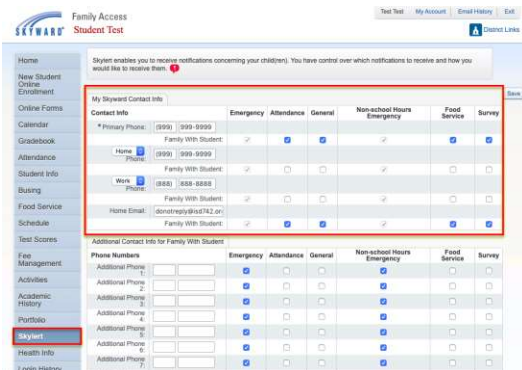 Test Test My Account Email History Exit
SKYWARD
Family Access
Student Test
District Links
Home
New Student
Online
Enrollment
Online Forms
Calendar
Gradebook
Attendance
Student Info
Busing
Food Service
Schedule
Test Scores
Fee
Management
Activities
Academic
History
Portfolio
Skylert
Health Info
Login History
Skylert enables you to receive notifications concerning your child(ren). You have control over which notifications to receive and how you
would like to receive them.
Save
My Skyward Contact Info
Contact Info Emergency Attendance General Non-school Hours Emergency Food Service Survey
* Primary Phone: (999) 999-9999
Family With Student:
Home Phone: (999) 999-9999
Family With Student:
Work Phone: (888) 888-8888
Family With Student:
Home Email: donotreply@isd742.or
Family With Student:
Additional Contact Info for Family With Student
Phone Numbers Emergency Attendance General Non-school Hours Emergency Food Service Survey
Additional Phone 1:
Additional Phone 2:
Additional Phone 3:
Additional Phone 4:
Additional Phone 5:
Additional Phone 6:
Additional Phone 7: